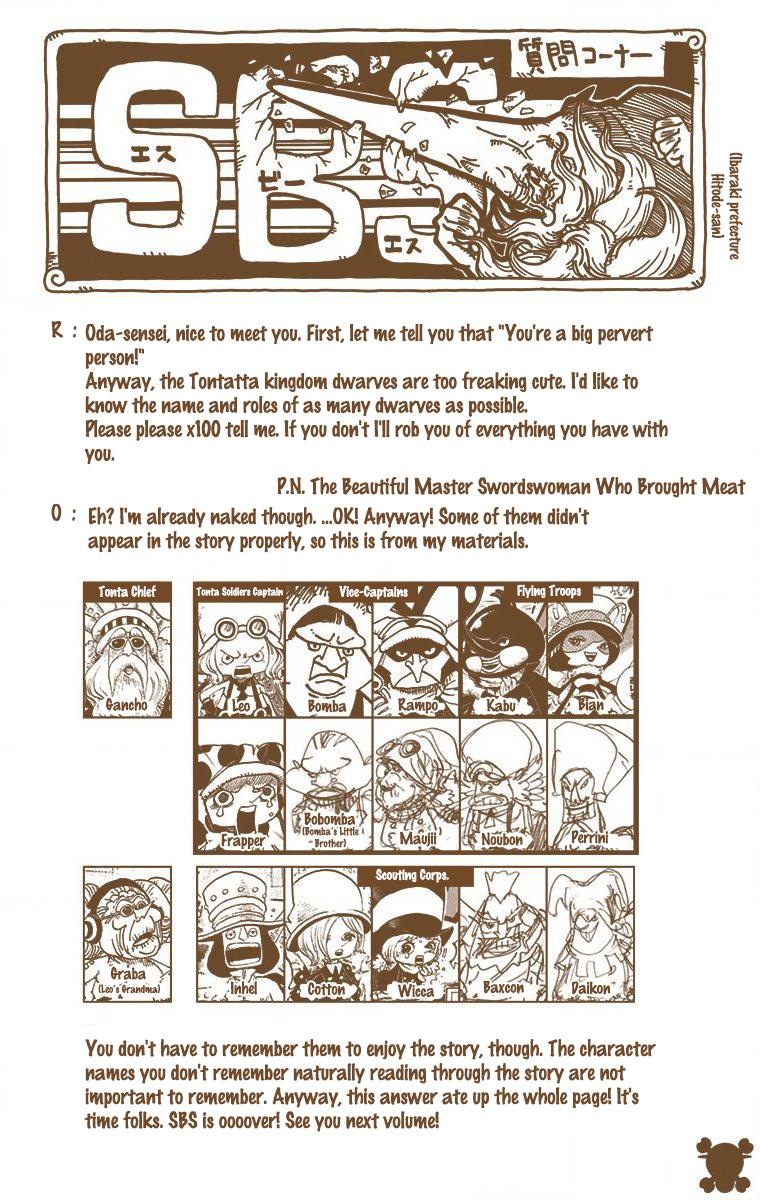 質問コーナー
エス
ビー
エス
(Ibaraki prefecture
Hitode-san)
R : Oda-sensei, nice to meet you. First, let me tell you that "You're a big pervert
person!"
Anyway, the Tontatta kingdom dwarves are too freaking cute. I'd like to
know the name and roles of as many dwarves as possible.
Please please x100 tell me. If you don't I'll rob you of everything you have with
you.
P.N. The Beautiful Master Swordswoman Who Brought Meat
O : Eh? I'm already naked though. ...OK! Anyway! Some of them didn't
appear in the story properly, so this is from my materials.
Tonta Chief
Gancho
Tonta Soldiers Captain
Vice-Captains
Flying Troops
Leo
Bomba
Rampo
Kabu
Bian
Frapper
Bobomba
(Bomba's Little
Brother)
Maujii
Noubon
Perrini
Graba
(Leo's Grandma)
Scouting Corps.
Inhel
Cotton
Wicca
Baxcon
Daikon
You don't have to remember them to enjoy the story, though. The character
names you don't remember naturally reading through the story are not
important to remember. Anyway, this answer ate up the whole page! It's
time folks. SBS is oooover! See you next volume!